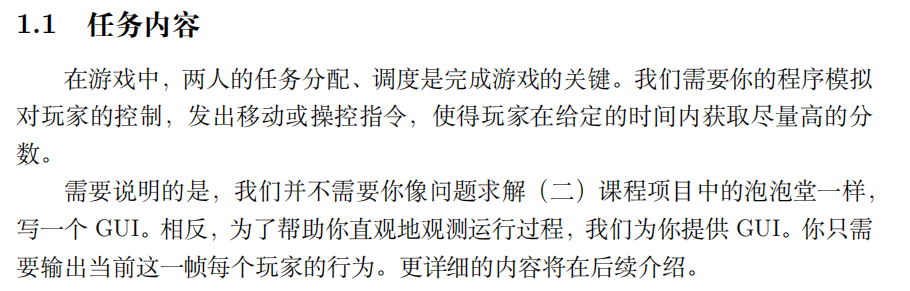 1.1 任务内容
在游戏中，两人的任务分配、调度是完成游戏的关键。我们需要你的程序模拟
对玩家的控制，发出移动或操控指令，使得玩家在给定的时间内获取尽量高的分
数。
需要说明的是，我们并不需要你像问题求解（二）课程项目中的泡泡堂一样，
写一个 GUI。相反，为了帮助你直观地观测运行过程，我们为你提供 GUI。你只需
要输出当前这一帧每个玩家的行为。更详细的内容将在后续介绍。